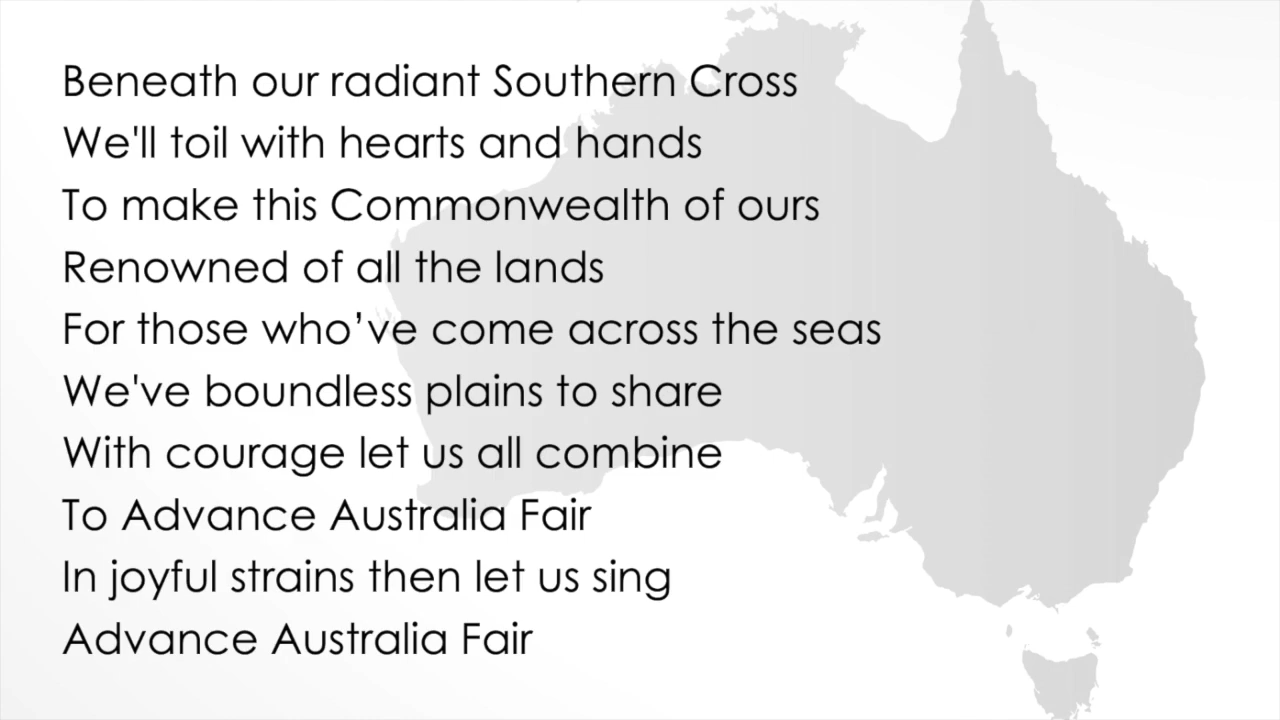 Beneath our radiant Southern Cross
We'll toil with hearts and hands
To make this Commonwealth of ours
Renowned of all the lands
For those who’ve come across the seas
We've boundless plains to share
With courage let us all combine
To Advance Australia Fair
In joyful strains then let us sing
Advance Australia Fair